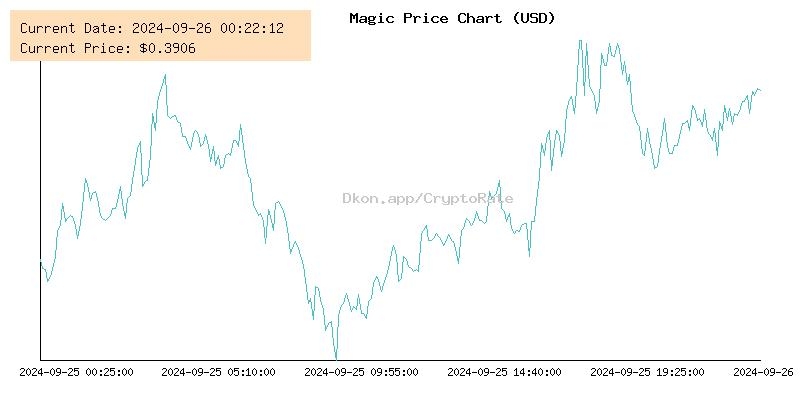 Magic Price Chart (USD)
Current Date: 2024-09-26 00:22:12
Current Price: $0.3906
Dkon.app/CryptoRate
2024-09-25 00:25:00
2024-09-25 05:10:00
2024-09-25 09:55:00
2024-09-25 14:40:00
2024-09-25 19:25:00
2024-09-26